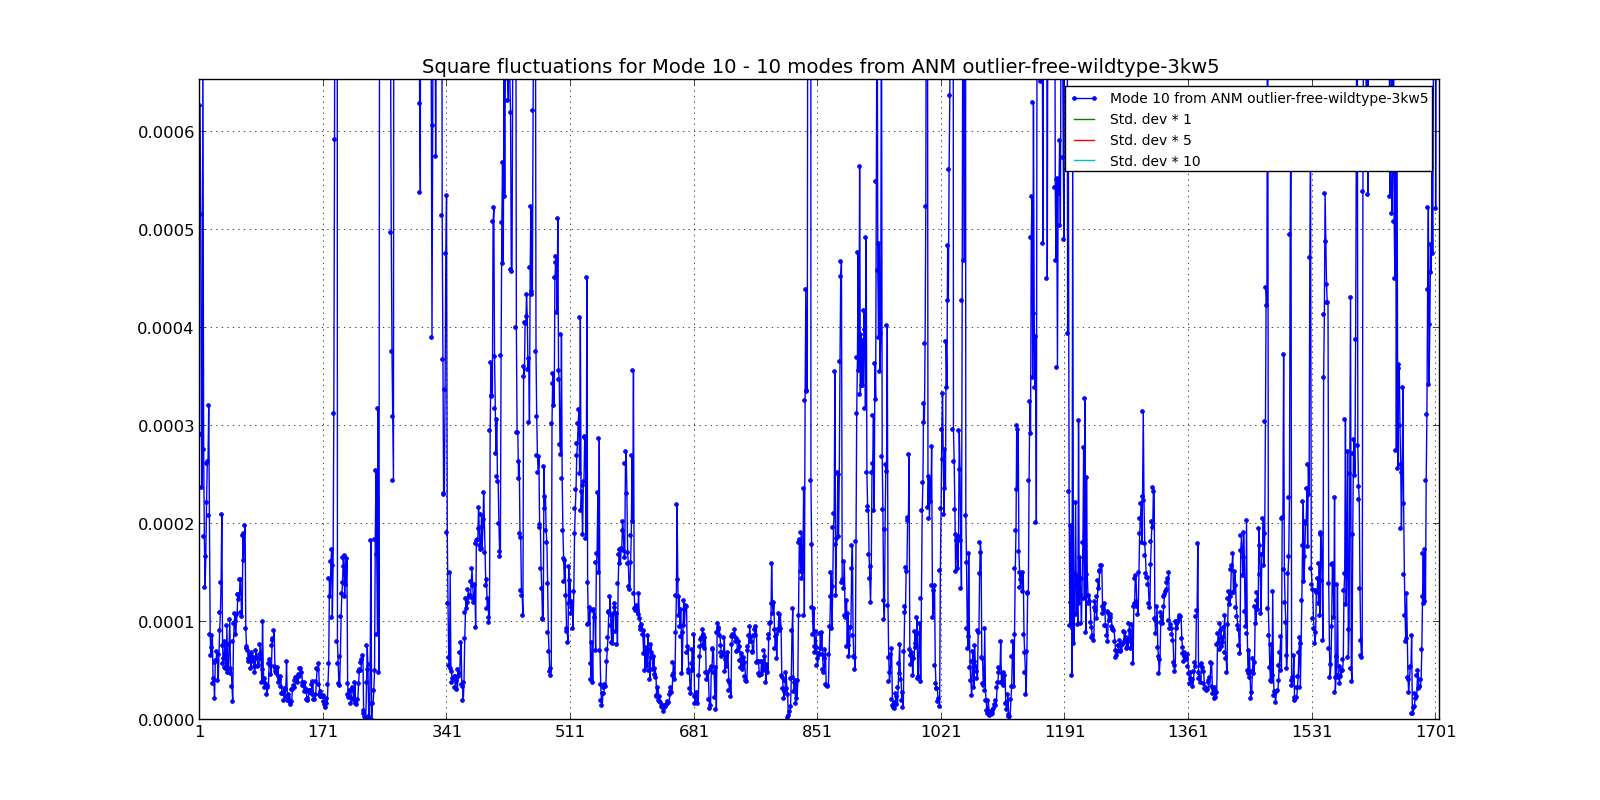 Square fluctuations for Mode 10 - 10 modes from ANM outlier-free-wildtype-3kw5
Mode 10 from ANM outlier-free-wildtype-3kw5
Std. dev * 1
Std. dev * 5
Std. dev * 10
0.0006
0.0005
0.0004
0.0003
0.0002
0.0001
0.0000
1 171 341 511 681 851 1021 1191 1361 1531 1701